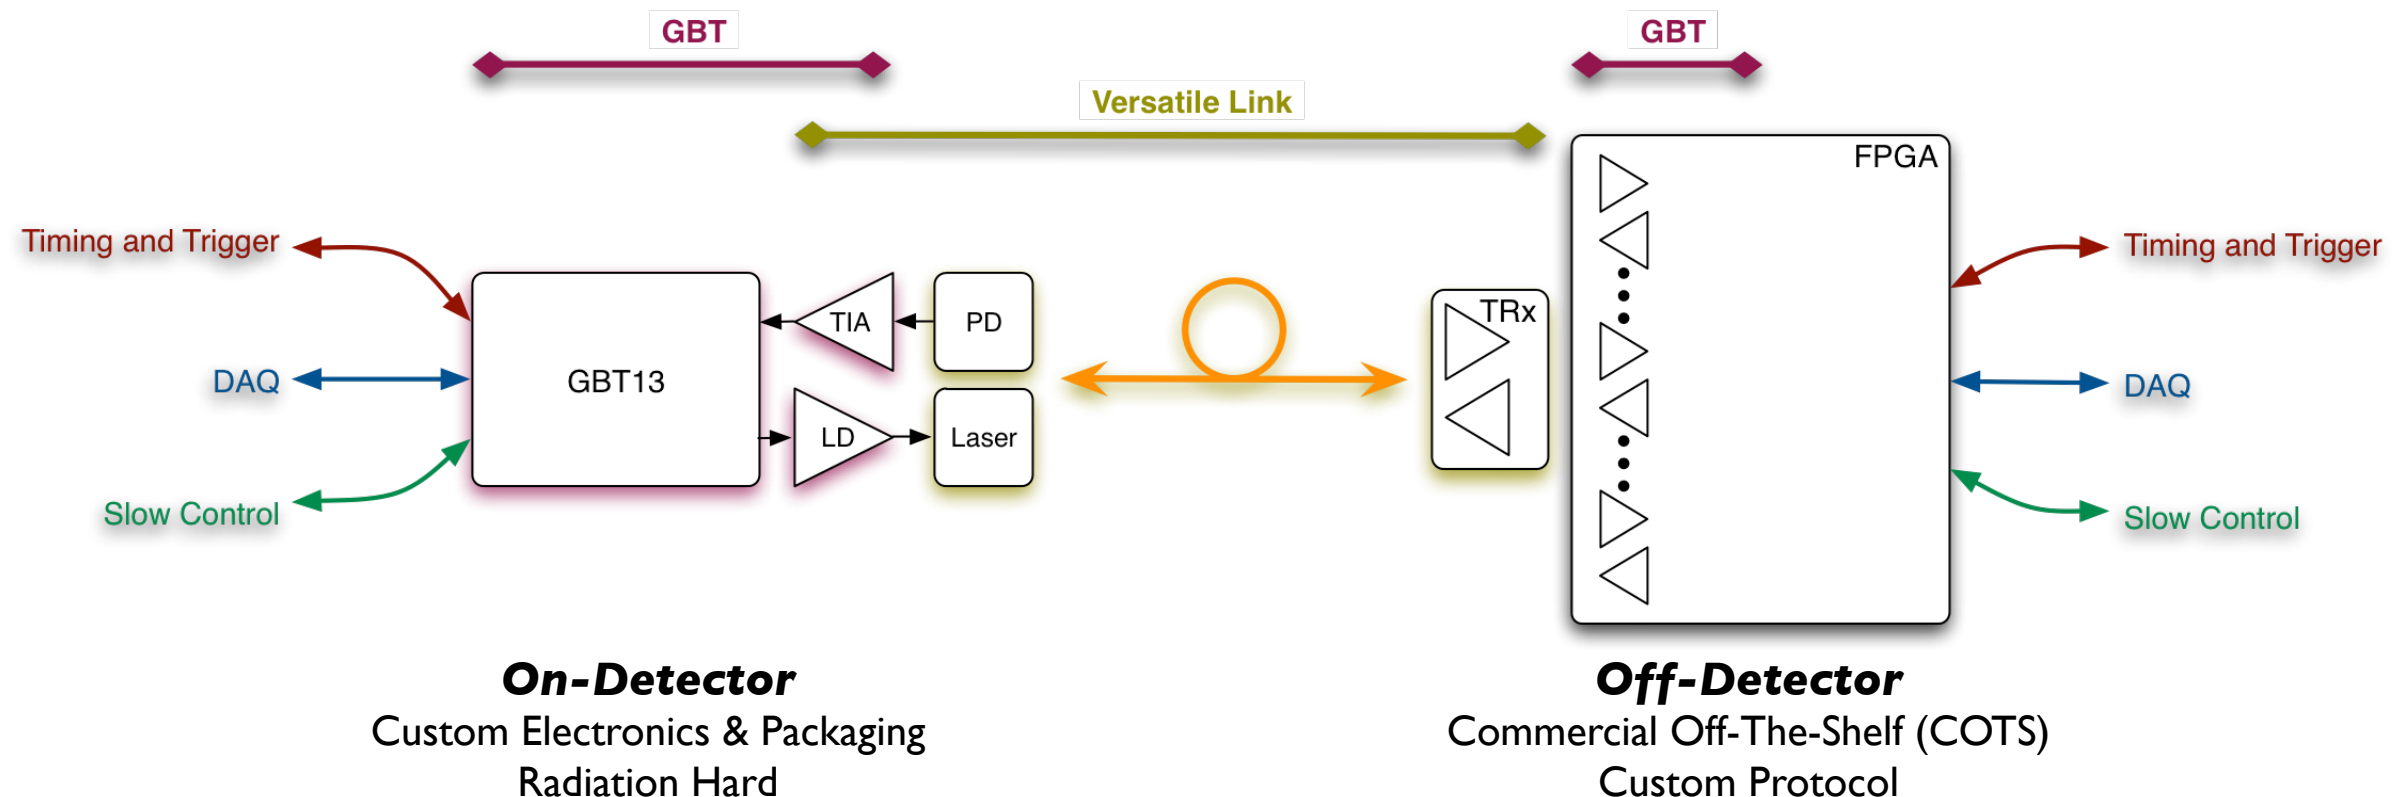 GBT
GBT
Versatile Link
FPGA
Timing and Trigger
Timing and Trigger
TIA
PD
TRx
DAQ
GBT13
DAQ
LD
Laser
Slow Control
Slow Control
On-Detector
Custom Electronics & Packaging
Radiation Hard
Off-Detector
Commercial Off-The-Shelf (COTS)
Custom Protocol